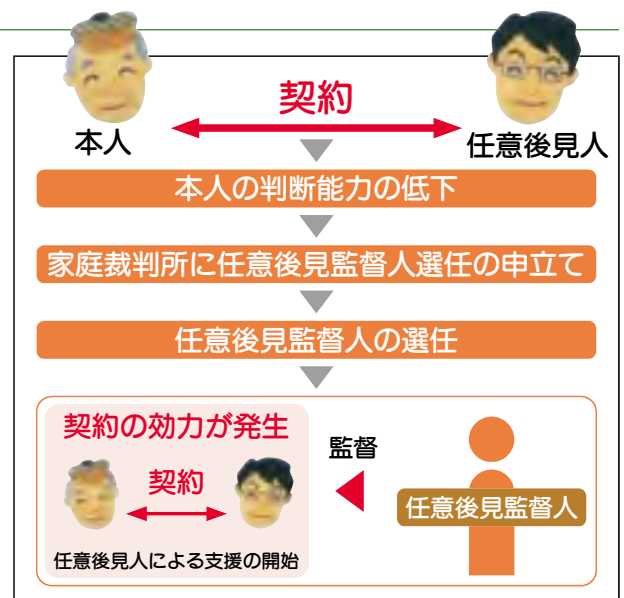 契約
本人
任意後見人
本人の判断能力の低下
家庭裁判所に任意後見監督人選任の申立て
任意後見監督人の選任
契約の効力が発生
契約
任意後見人による支援の開始
監督
任意後見監督人